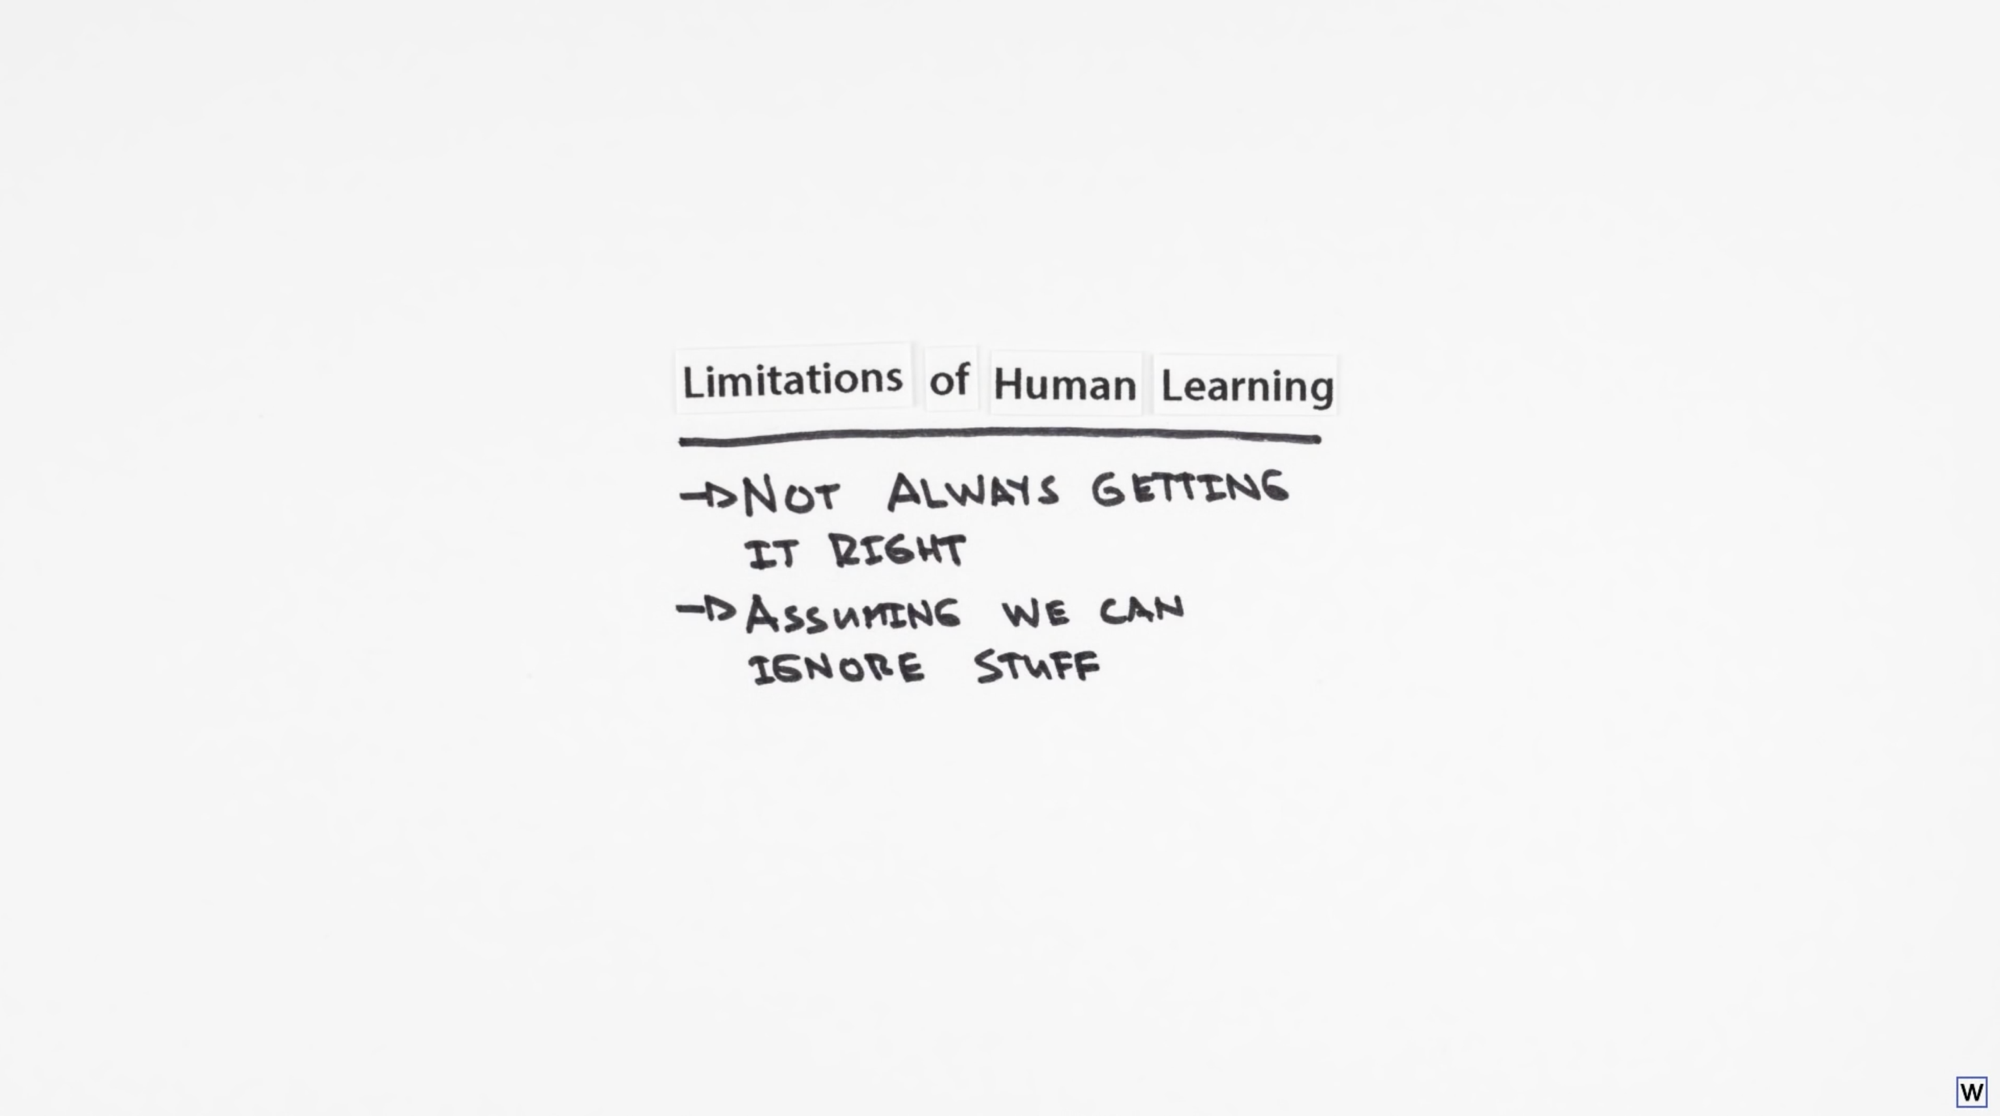 Limitations of Human Learning
→ NOT ALWAYS GETTING
IT RIGHT
→ ASSUMING WE CAN
IGNORE STUFF
W